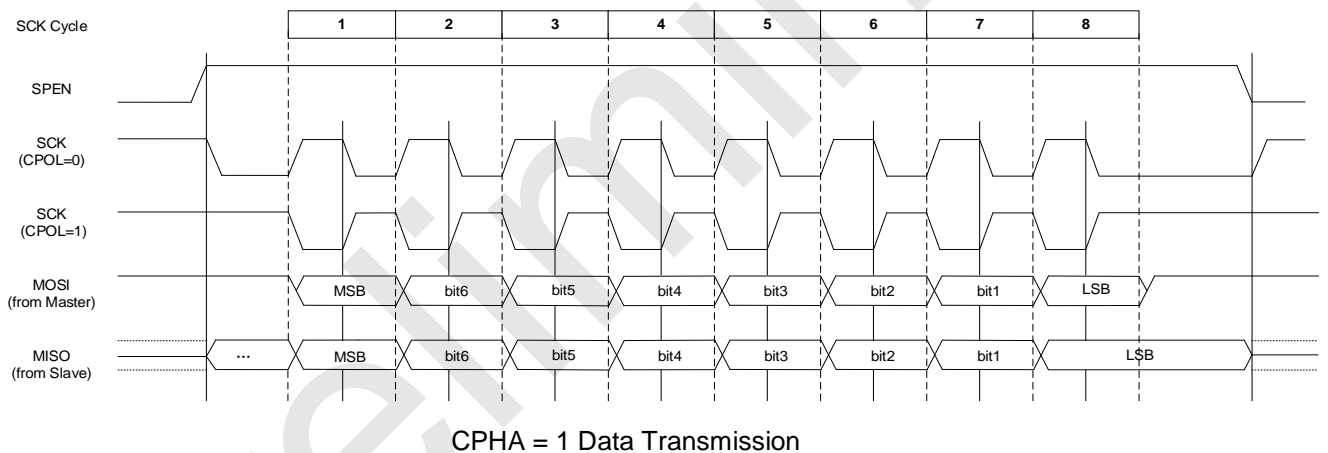 SCK Cycle 1 2 3 4 5 6 7 8
SPEN
SCK
(CPOL=0)
SCK
(CPOL=1)
MOSI
(from Master)
MSB bit6 bit5 bit4 bit3 bit2 bit1 LSB
MISO
(from Slave)
... MSB bit6 bit5 bit4 bit3 bit2 bit1 LSB
CPHA = 1 Data Transmission